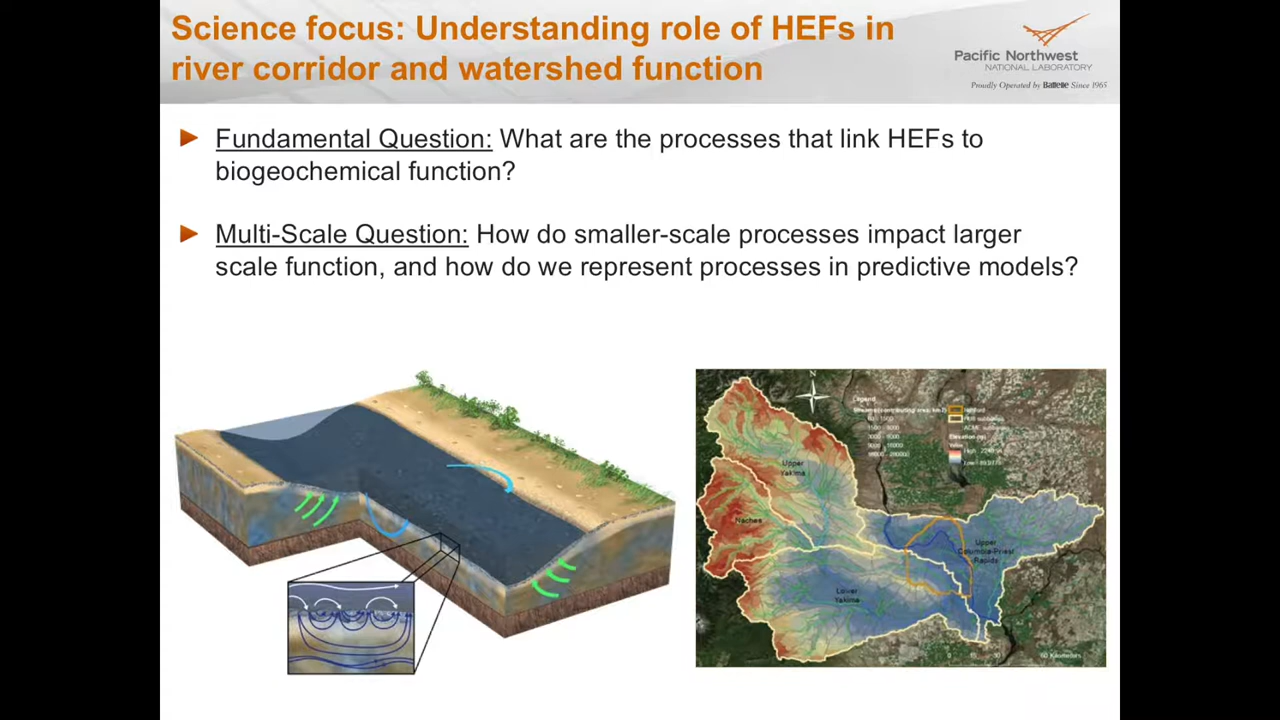 Science focus: Understanding role of HEFs in
river corridor and watershed function
Pacific Northwest
NATIONAL LABORATORY
Proudly Operated by Battelle Since 1965
Fundamental Question: What are the processes that link HEFs to
biogeochemical function?
Multi-Scale Question: How do smaller-scale processes impact larger
scale function, and how do we represent processes in predictive models?
N
Legend
Upper
Yakima
Naches
Upper
Columbia-Priest
Rapids
Lower
Yakima
60 Kilometers